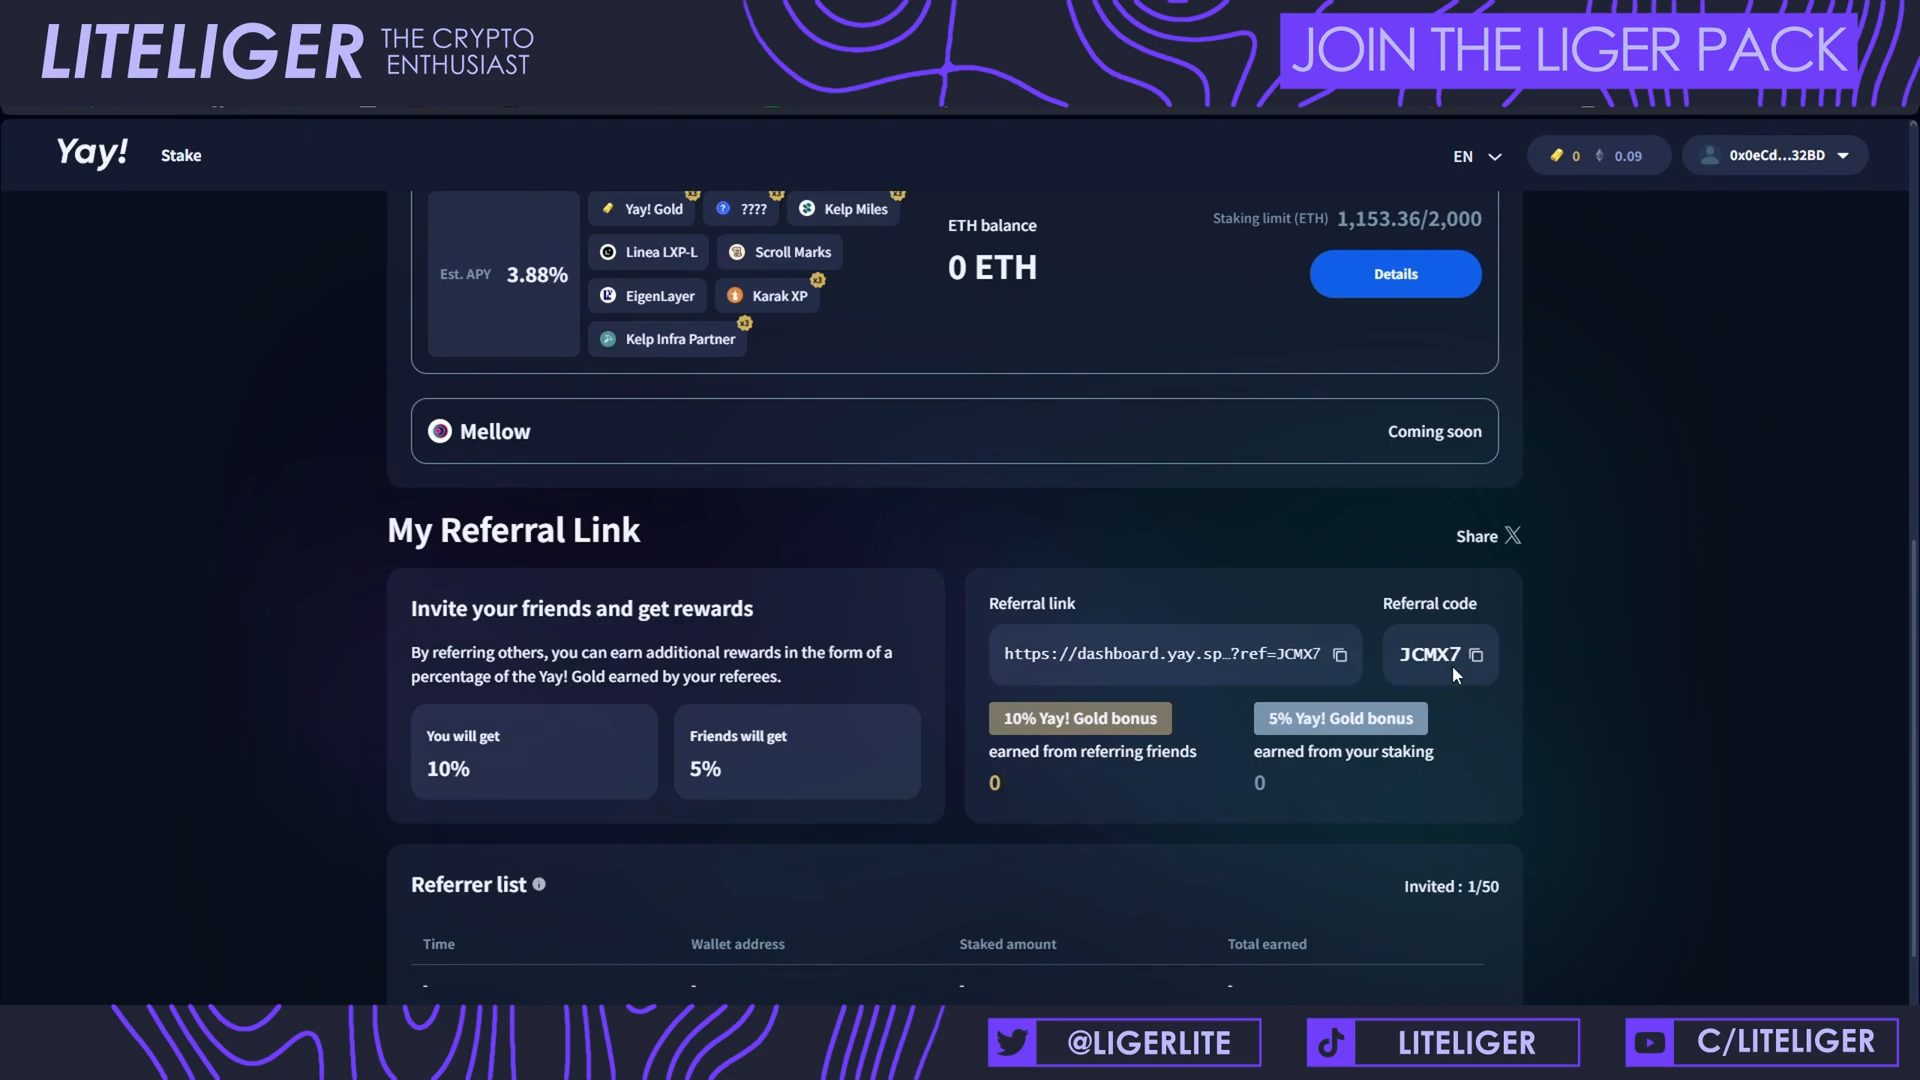 LITELIGER THE CRYPTO ENTHUSIAST
JOIN THE LIGER PACK
Yay! Stake
EN
0 0.09
0x0eCd...32BD
Est. APY 3.88%
Yay! Gold x3
???? x3
Kelp Miles x3
Linea LXP-L
Scroll Marks
EigenLayer
Karak XP x3
Kelp Infra Partner x3
ETH balance
0 ETH
Staking limit (ETH) 1,153.36/2,000
Details
Mellow
Coming soon
My Referral Link
Share X
Invite your friends and get rewards
By referring others, you can earn additional rewards in the form of a
percentage of the Yay! Gold earned by your referees.
You will get
10%
Friends will get
5%
Referral link
https://dashboard.yay.sp…?ref=JCMX7
Referral code
JCMX7
10% Yay! Gold bonus
earned from referring friends
0
5% Yay! Gold bonus
earned from your staking
0
Referrer list
Invited : 1/50
Time Wallet address Staked amount Total earned
- - - -
@LIGERLITE
LITELIGER
C/LITELIGER